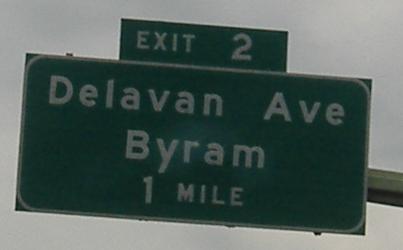 EXIT 2
Delavan Ave
Byram
1 MILE